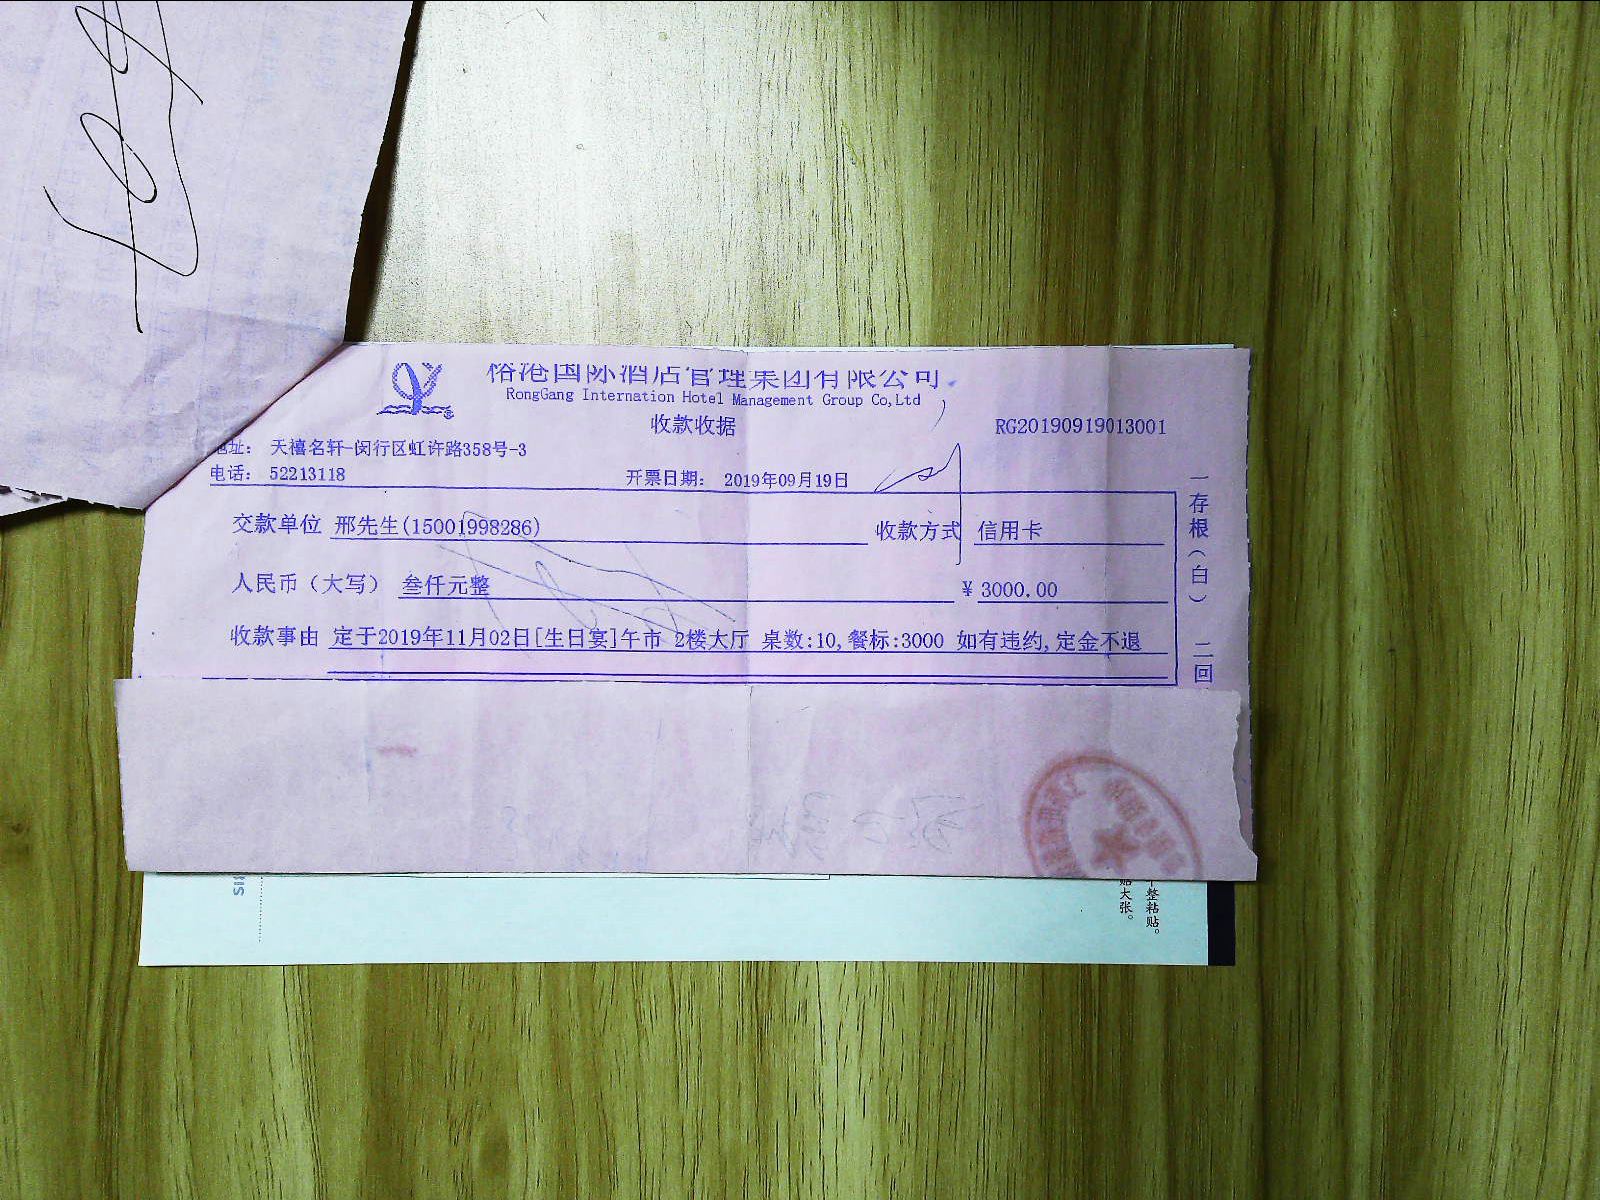 榕港国际酒店管理集团有限公司
RongGang Internation Hotel Management Group Co,Ltd
收款收据
RG20190919013001
地址： 天禧名轩-闵行区虹许路358号-3
电话： 52213118
开票日期： 2019年09月19日
交款单位 邢先生(15001998286)
收款方式 信用卡
人民币（大写） 叁仟元整
¥ 3000.00
收款事由 定于2019年11月02日[生日宴]午市 2楼大厅 桌数:10,餐标:3000 如有违约,定金不退
一存根(白) 二回
整粘贴。
大张。